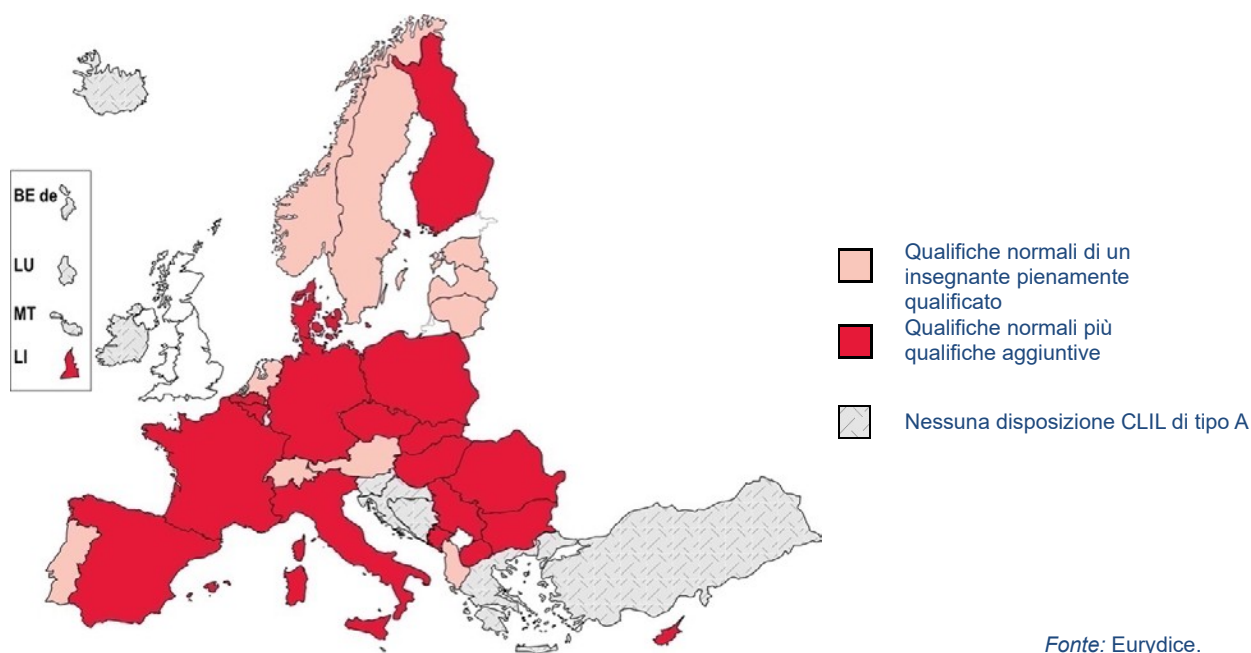 BE de
LU
MT
LI
Qualifiche normali di un
insegnante pienamente
qualificato
Qualifiche normali più
qualifiche aggiuntive
Nessuna disposizione CLIL di tipo A
Fonte: Eurydice.